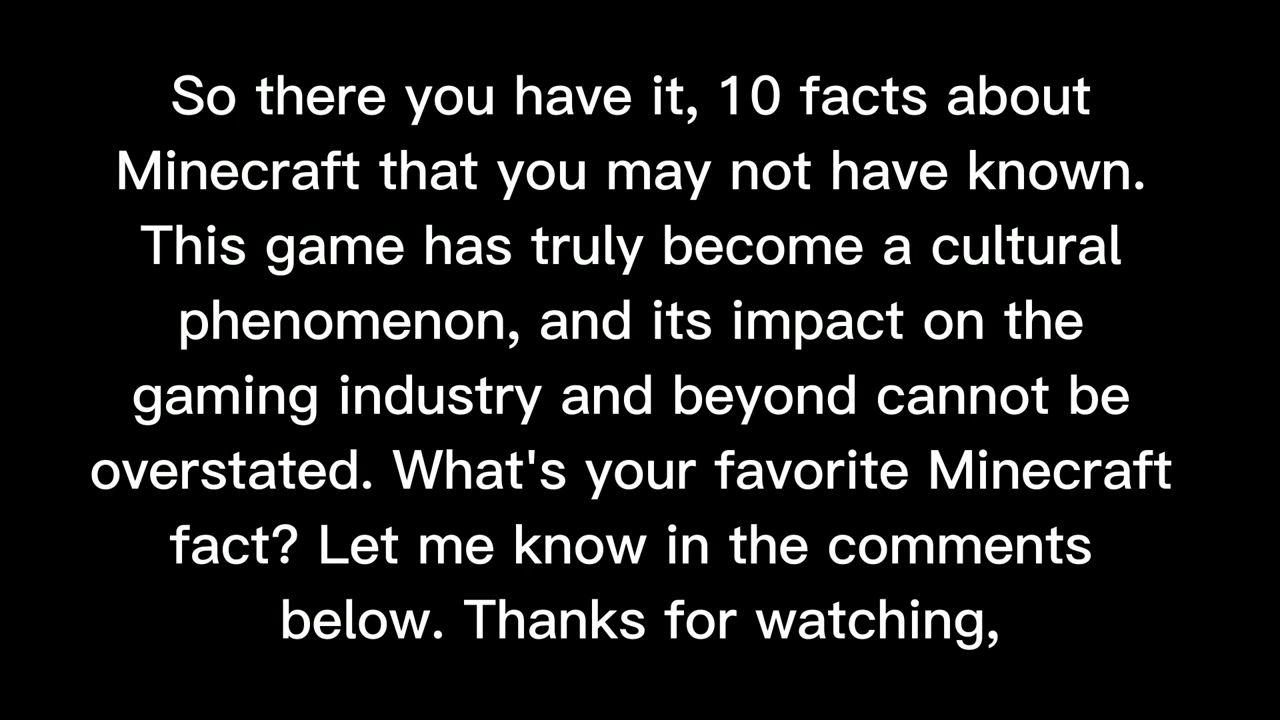 So there you have it, 10 facts about
Minecraft that you may not have known.
This game has truly become a cultural
phenomenon, and its impact on the
gaming industry and beyond cannot be
overstated. What's your favorite Minecraft
fact? Let me know in the comments
below. Thanks for watching,